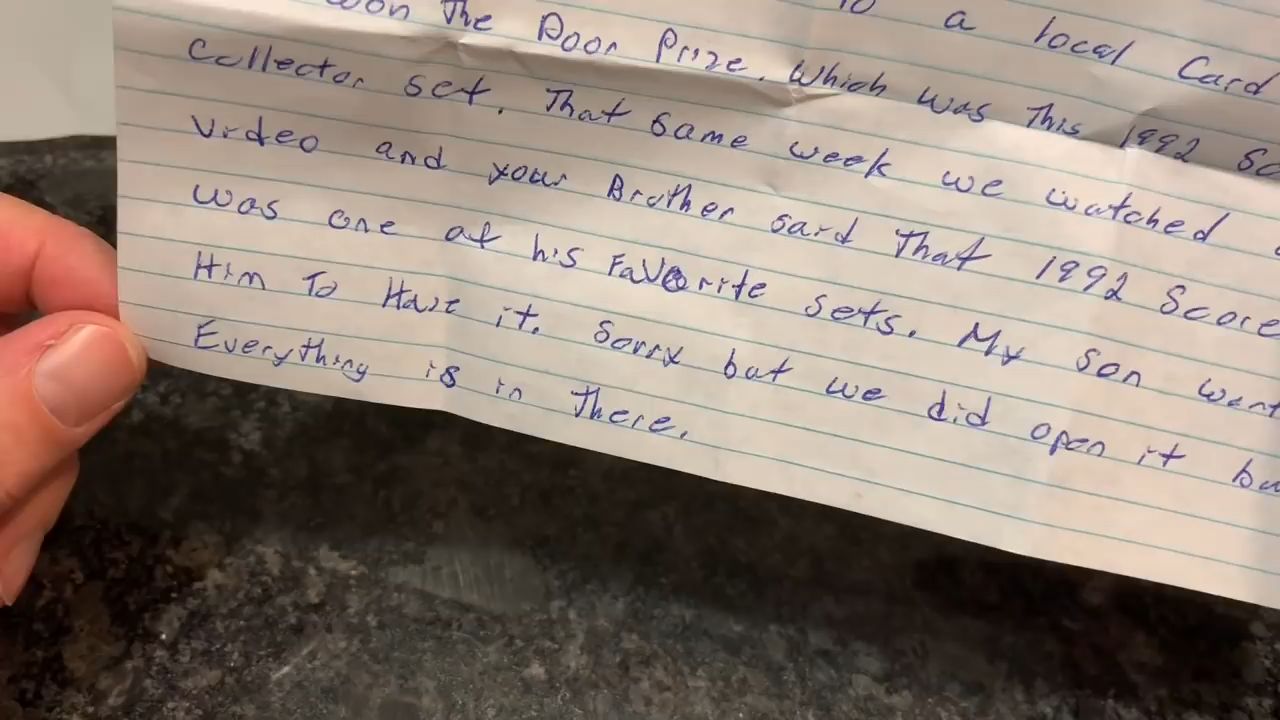 won The Door Prize. Which was This 1992 Sc
to a local Card
Collector set. That same week we watched
Video and your Brother said That 1992 Score
was one of his Favorite sets. My son want
Him To Have it. Sorry but we did open it bu
Everything is in There.